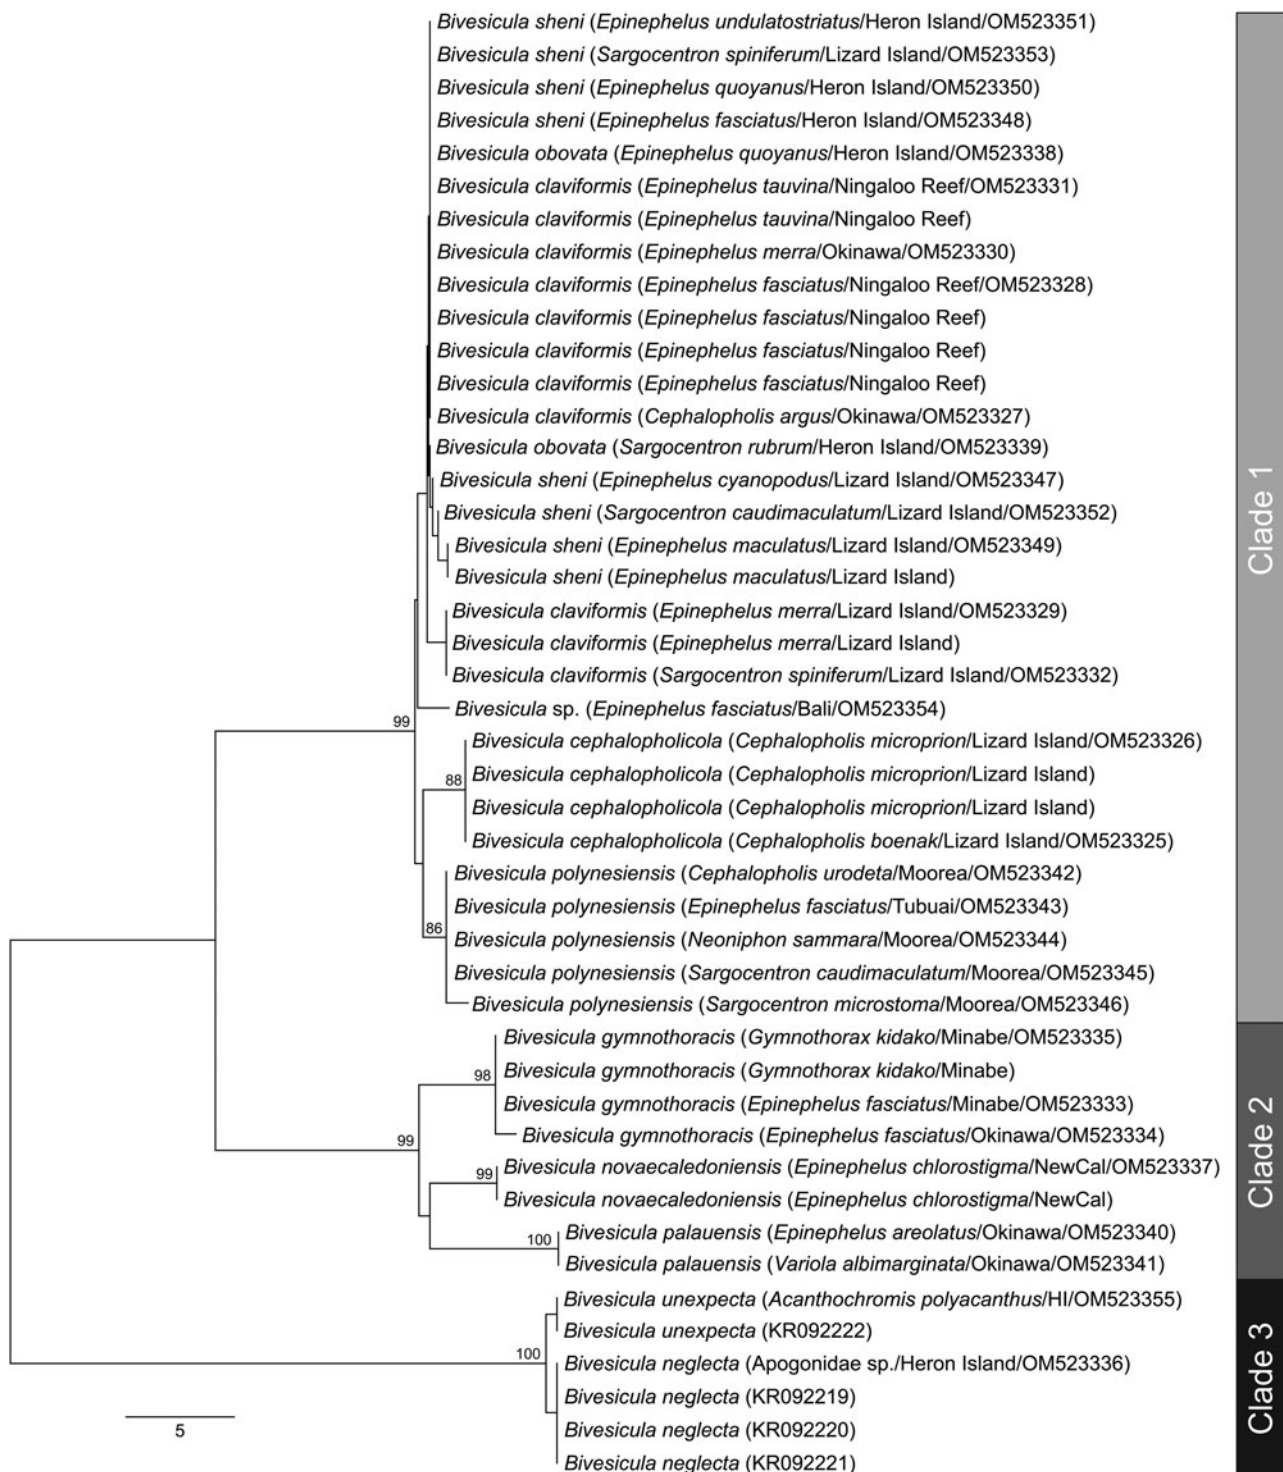 Bivesicula sheni (Epinephelus undulatostriatus/Heron Island/OM523351)
Bivesicula sheni (Sargocentron spiniferum/Lizard Island/OM523353)
Bivesicula sheni (Epinephelus quoyanus/Heron Island/OM523350)
Bivesicula sheni (Epinephelus fasciatus/Heron Island/OM523348)
Bivesicula obovata (Epinephelus quoyanus/Heron Island/OM523338)
Bivesicula claviformis (Epinephelus tauvina/Ningaloo Reef/OM523331)
Bivesicula claviformis (Epinephelus tauvina/Ningaloo Reef)
Bivesicula claviformis (Epinephelus merra/Okinawa/OM523330)
Bivesicula claviformis (Epinephelus fasciatus/Ningaloo Reef/OM523328)
Bivesicula claviformis (Epinephelus fasciatus/Ningaloo Reef)
Bivesicula claviformis (Epinephelus fasciatus/Ningaloo Reef)
Bivesicula claviformis (Epinephelus fasciatus/Ningaloo Reef)
Bivesicula claviformis (Cephalopholis argus/Okinawa/OM523327)
Bivesicula obovata (Sargocentron rubrum/Heron Island/OM523339)
Bivesicula sheni (Epinephelus cyanopodus/Lizard Island/OM523347)
Bivesicula sheni (Sargocentron caudimaculatum/Lizard Island/OM523352)
Bivesicula sheni (Epinephelus maculatus/Lizard Island/OM523349)
Bivesicula sheni (Epinephelus maculatus/Lizard Island)
Bivesicula claviformis (Epinephelus merra/Lizard Island/OM523329)
Bivesicula claviformis (Epinephelus merra/Lizard Island)
Bivesicula claviformis (Sargocentron spiniferum/Lizard Island/OM523332)
Bivesicula sp. (Epinephelus fasciatus/Bali/OM523354)
99
Bivesicula cephalopholicola (Cephalopholis microprion/Lizard Island/OM523326)
Bivesicula cephalopholicola (Cephalopholis microprion/Lizard Island)
88
Bivesicula cephalopholicola (Cephalopholis microprion/Lizard Island)
Bivesicula cephalopholicola (Cephalopholis boenak/Lizard Island/OM523325)
Bivesicula polynesiensis (Cephalopholis urodeta/Moorea/OM523342)
Bivesicula polynesiensis (Epinephelus fasciatus/Tubuai/OM523343)
86
Bivesicula polynesiensis (Neoniphon sammara/Moorea/OM523344)
Bivesicula polynesiensis (Sargocentron caudimaculatum/Moorea/OM523345)
Bivesicula polynesiensis (Sargocentron microstoma/Moorea/OM523346)
Clade 1
Bivesicula gymnothoracis (Gymnothorax kidako/Minabe/OM523335)
Bivesicula gymnothoracis (Gymnothorax kidako/Minabe)
98
Bivesicula gymnothoracis (Epinephelus fasciatus/Minabe/OM523333)
Bivesicula gymnothoracis (Epinephelus fasciatus/Okinawa/OM523334)
99
Bivesicula novaecaledoniensis (Epinephelus chlorostigma/NewCal/OM523337)
99
Bivesicula novaecaledoniensis (Epinephelus chlorostigma/NewCal)
Bivesicula palauensis (Epinephelus areolatus/Okinawa/OM523340)
100
Bivesicula palauensis (Variola albimarginata/Okinawa/OM523341)
Clade 2
Bivesicula unexpecta (Acanthochromis polyacanthus/HI/OM523355)
Bivesicula unexpecta (KR092222)
100
Bivesicula neglecta (Apogonidae sp./Heron Island/OM523336)
Bivesicula neglecta (KR092219)
Bivesicula neglecta (KR092220)
Bivesicula neglecta (KR092221)
Clade 3
5